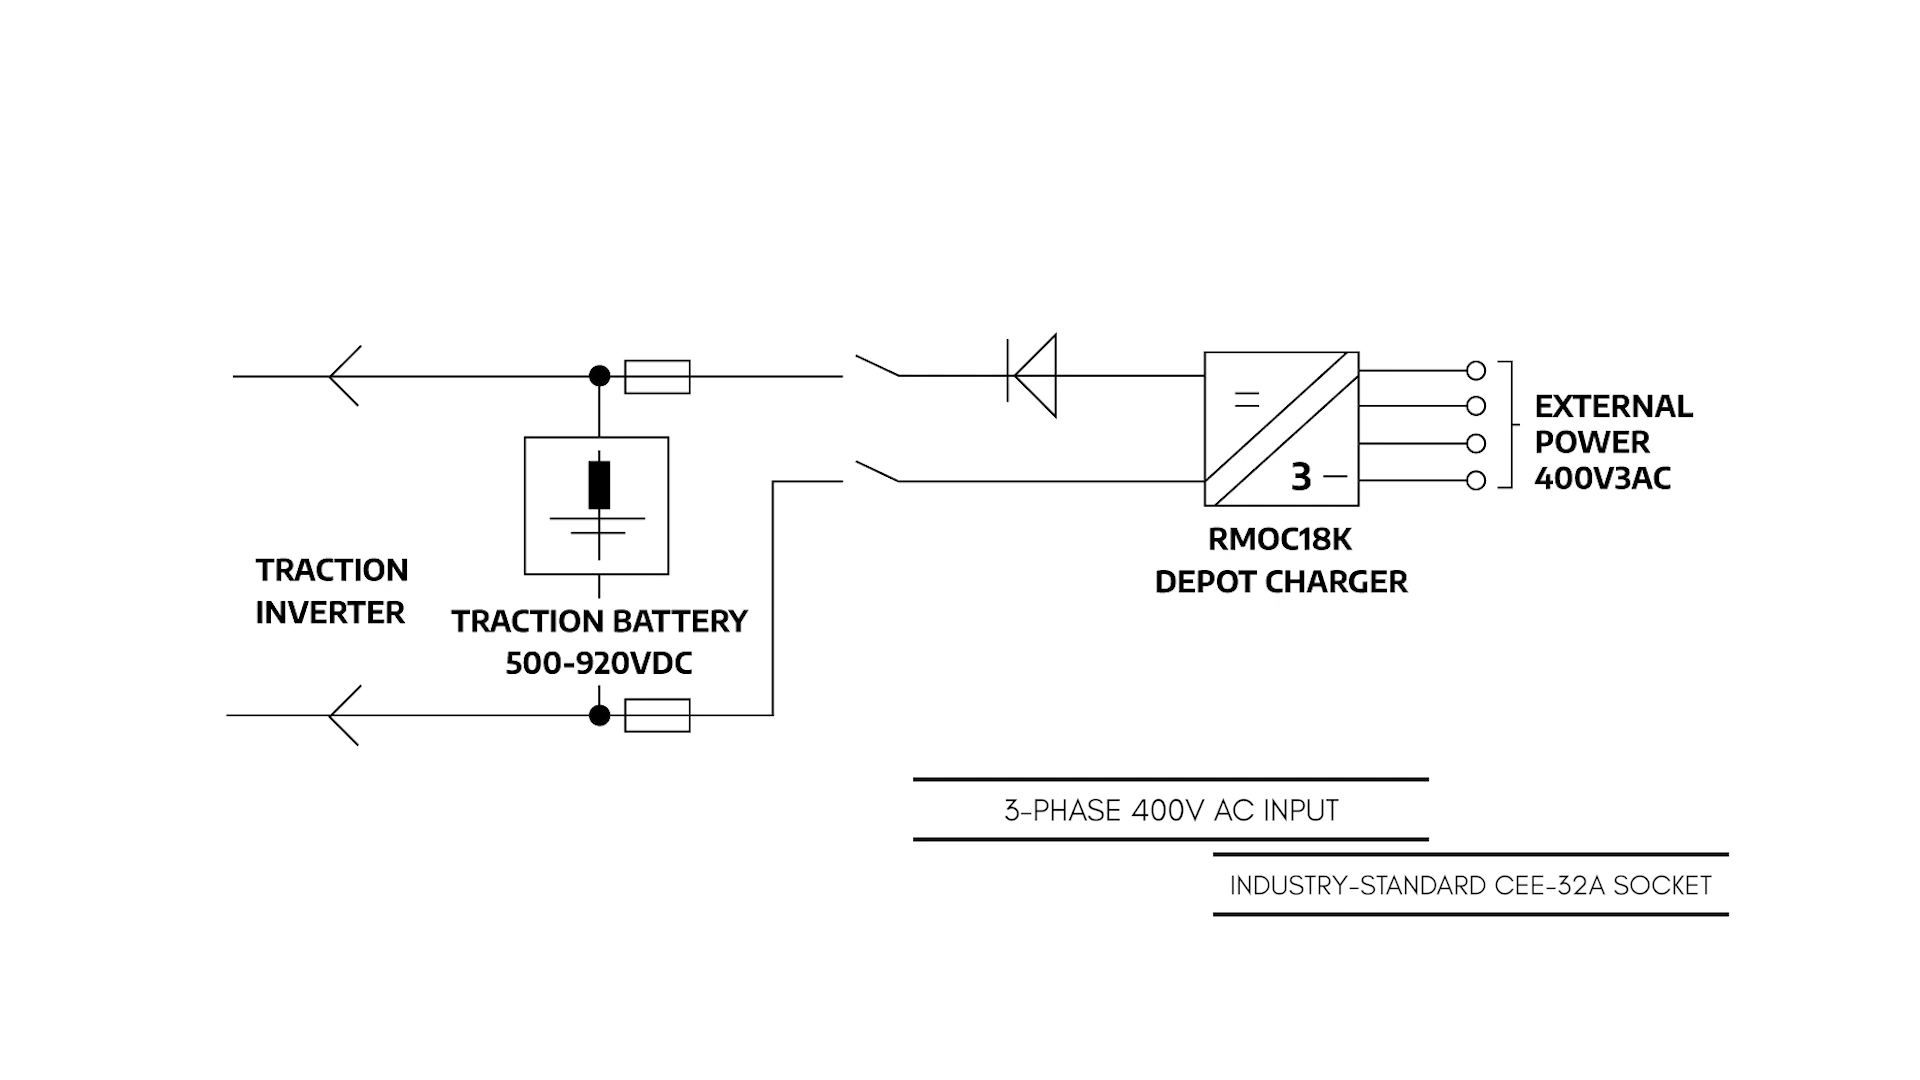 EXTERNAL
POWER
400V3AC
3
RMOC18K
DEPOT CHARGER
TRACTION
INVERTER
TRACTION BATTERY
500-920VDC
3-PHASE 400V AC INPUT
INDUSTRY-STANDARD CEE-32A SOCKET